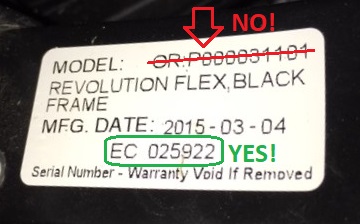 NO!
MODEL: OR:P000031101
REVOLUTION FLEX,BLACK
FRAME
MFG. DATE: 2015-03-04
EC 025922 YES!
Serial Number - Warranty Void If Removed